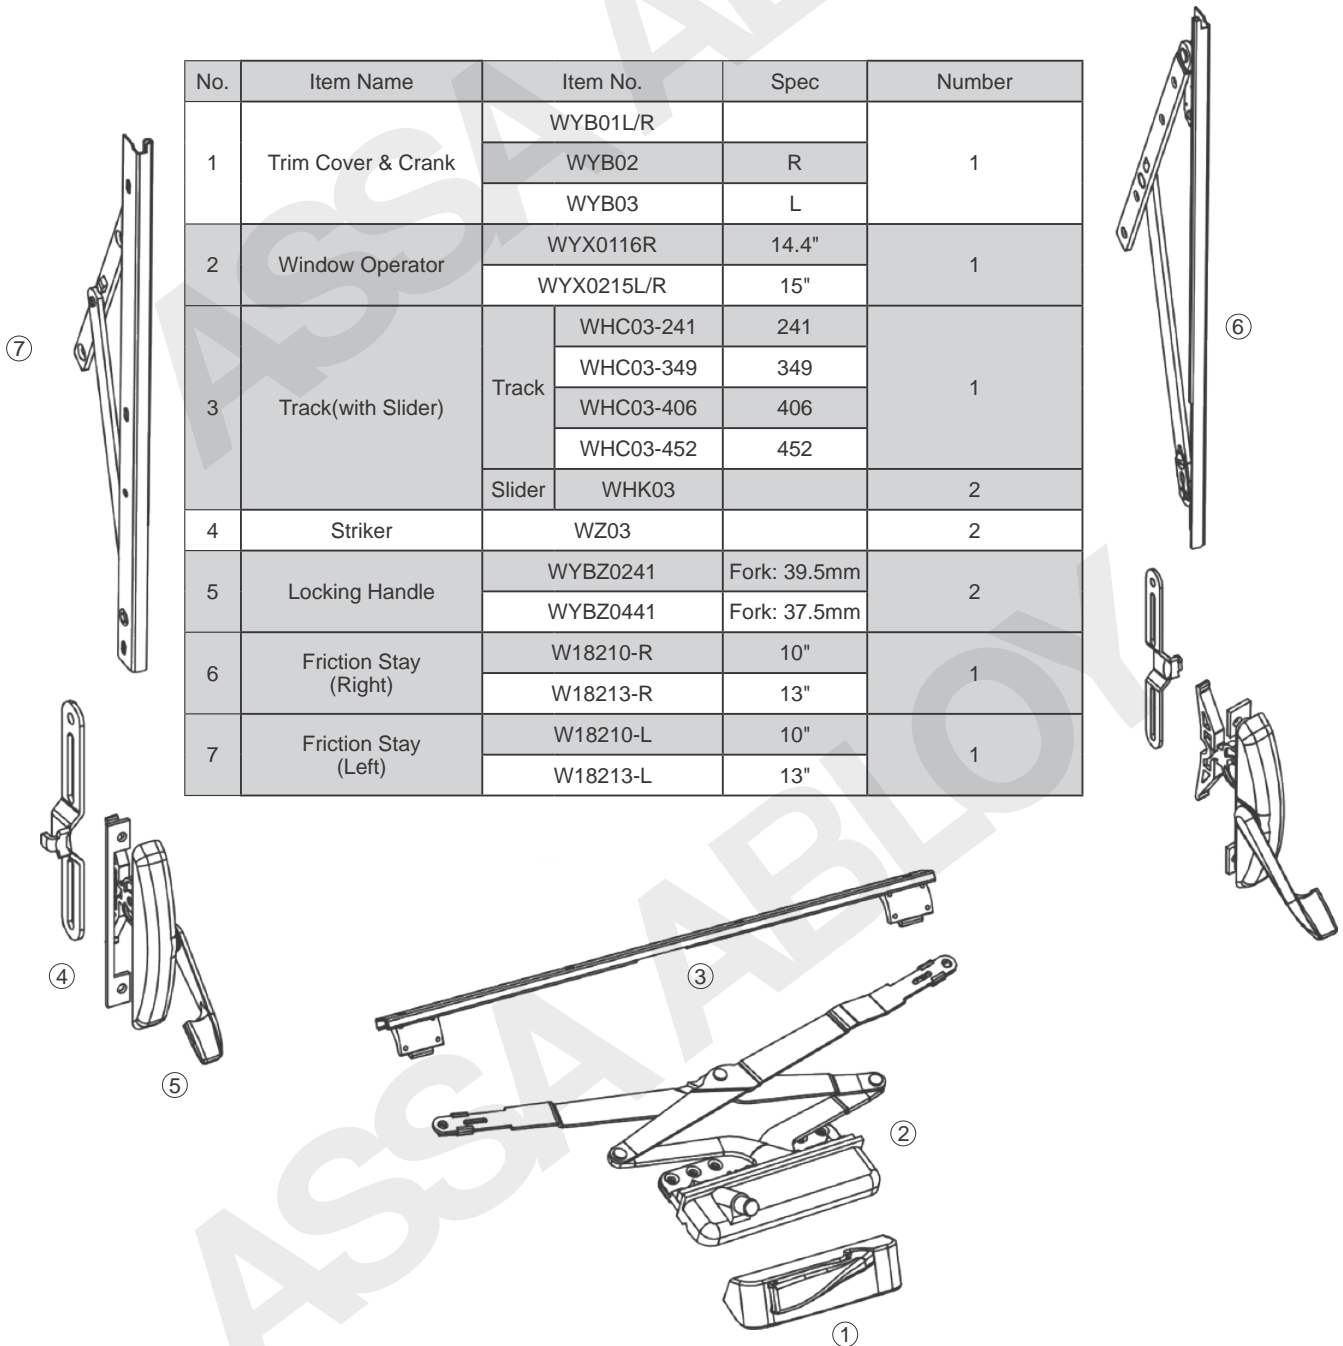 No. Item Name Item No. Spec Number
1 Trim Cover & Crank WYB01L/R 1
WYB02 R
WYB03 L
2 Window Operator WYX0116R 14.4" 1
WYX0215L/R 15"
3 Track(with Slider) Track WHC03-241 241 1
WHC03-349 349
WHC03-406 406
WHC03-452 452
Slider WHK03 2
4 Striker WZ03 2
5 Locking Handle WYBZ0241 Fork: 39.5mm 2
WYBZ0441 Fork: 37.5mm
6 Friction Stay (Right) W18210-R 10" 1
W18213-R 13"
7 Friction Stay (Left) W18210-L 10" 1
W18213-L 13"
7
6
4
5
3
2
1
ASSA ABLOY
ASSA ABLOY